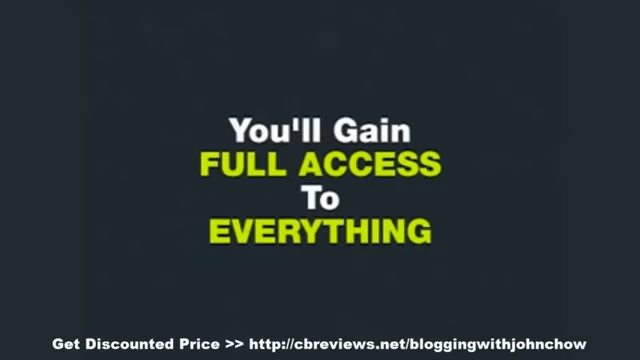 You'll Gain
FULL ACCESS
To
EVERYTHING
Get Discounted Price >> http://cbreviews.net/bloggingwithjohnchow